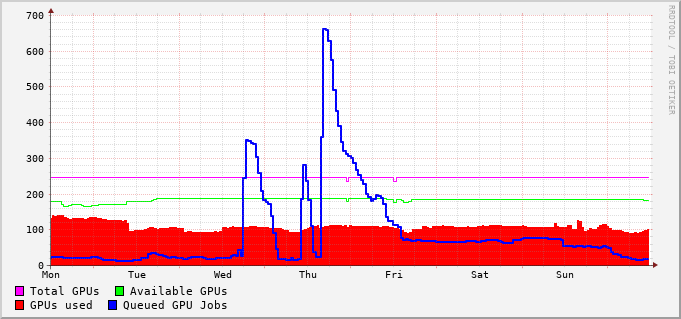 700
600
500
400
300
200
100
0
Mon Tue Wed Thu Fri Sat Sun
Total GPUs Available GPUs
GPUs used Queued GPU Jobs
RRDTOOL / TOBI OETIKER